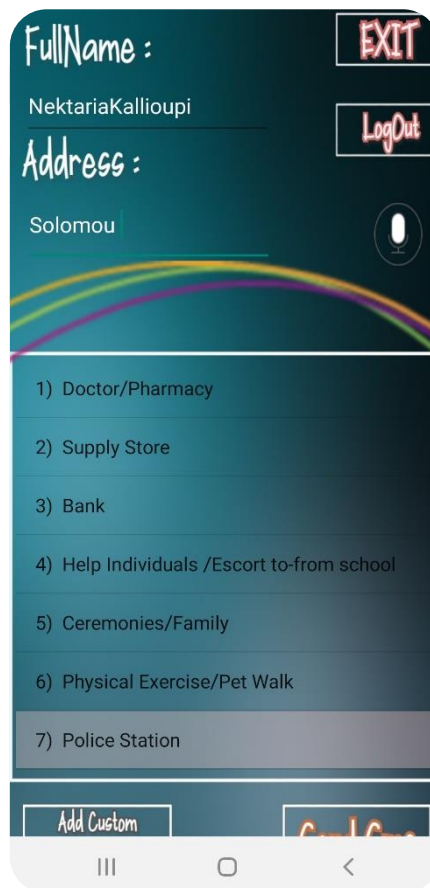 FullName :
EXIT
NektariaKallioupi
LogOut
Address :
Solomou
1) Doctor/Pharmacy
2) Supply Store
3) Bank
4) Help Individuals /Escort to-from school
5) Ceremonies/Family
6) Physical Exercise/Pet Walk
7) Police Station
Add Custom